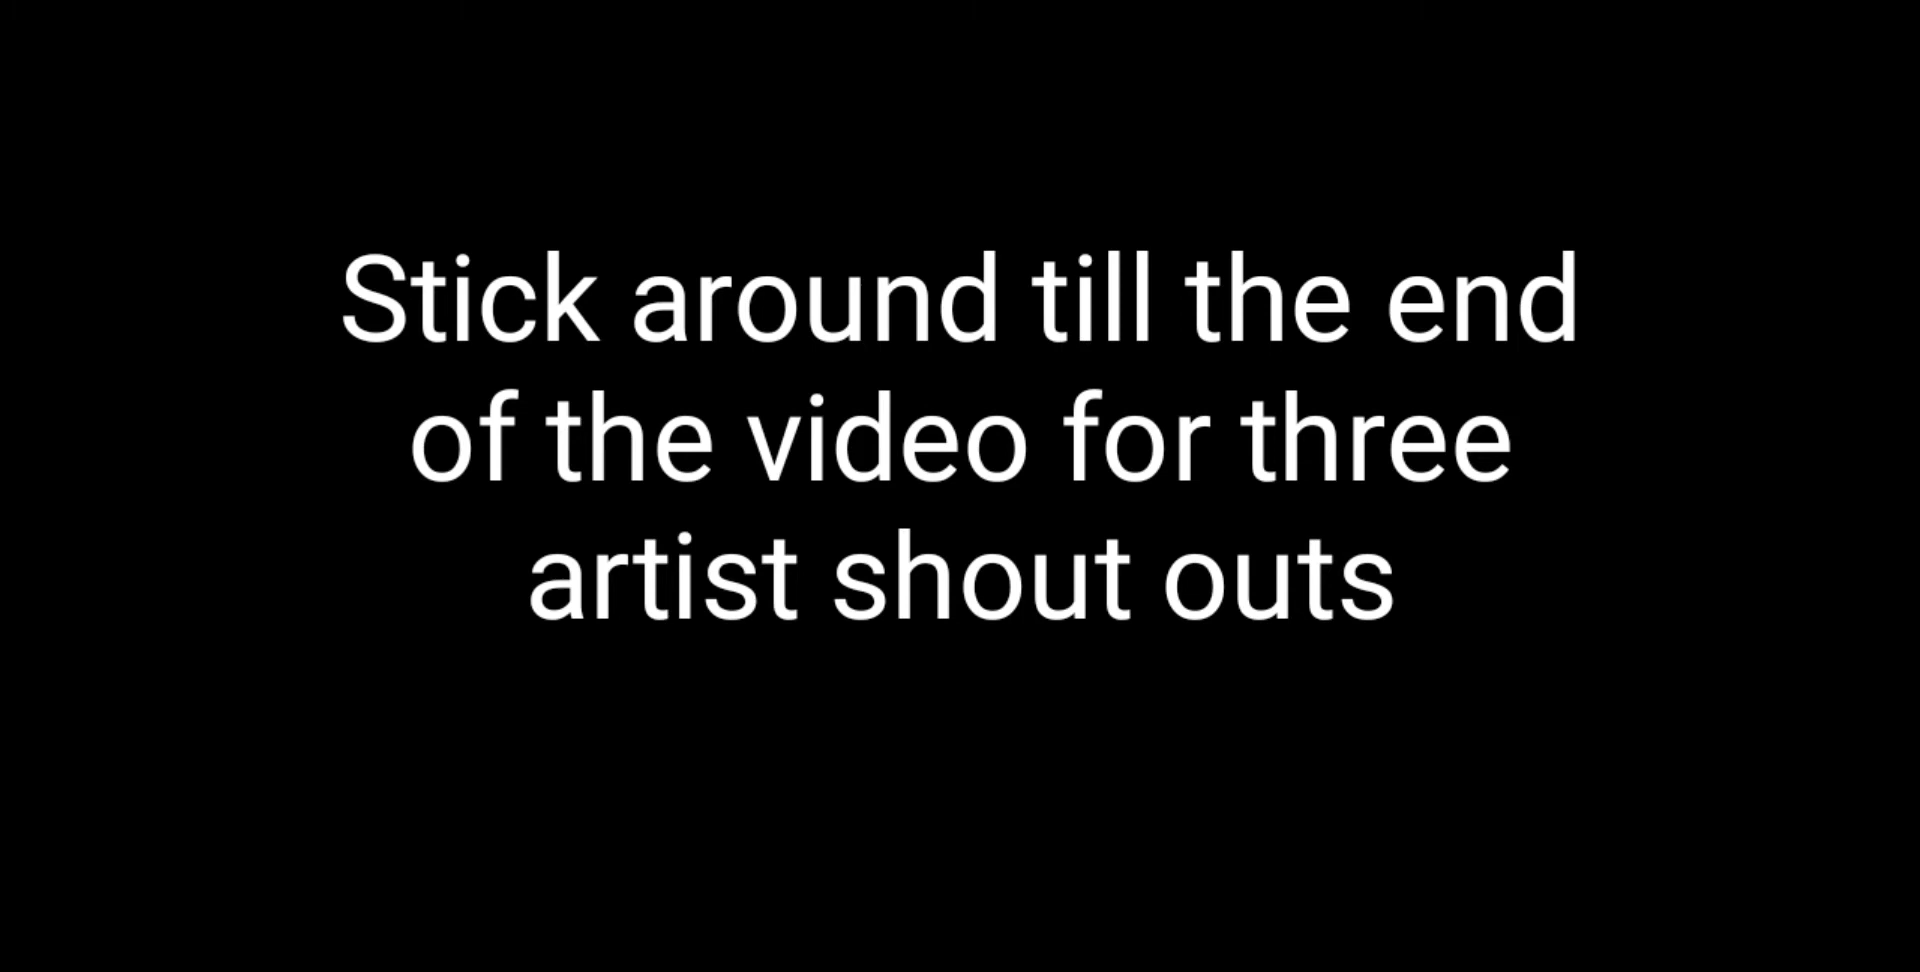 Stick around till the end
of the video for three
artist shout outs